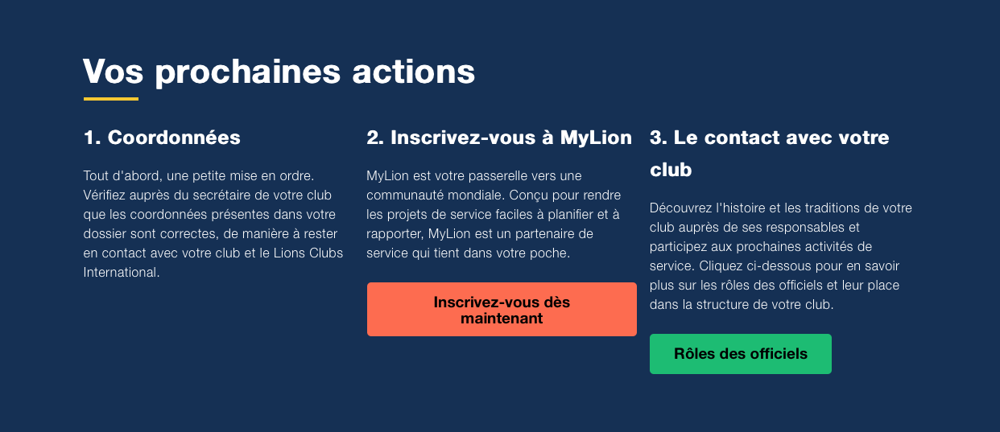 Vos prochaines actions
1. Coordonnées
Tout d'abord, une petite mise en ordre.
Vérifiez auprès du secrétaire de votre club
que les coordonnées présentes dans votre
dossier sont correctes, de manière à rester
en contact avec votre club et le Lions Clubs
International.
2. Inscrivez-vous à MyLion
MyLion est votre passerelle vers une
communauté mondiale. Conçu pour rendre
les projets de service faciles à planifier et à
rapporter, MyLion est un partenaire de
service qui tient dans votre poche.
Inscrivez-vous dès
maintenant
3. Le contact avec votre
club
Découvrez l'histoire et les traditions de votre
club auprès de ses responsables et
participez aux prochaines activités de
service. Cliquez ci-dessous pour en savoir
plus sur les rôles des officiels et leur place
dans la structure de votre club.
Rôles des officiels